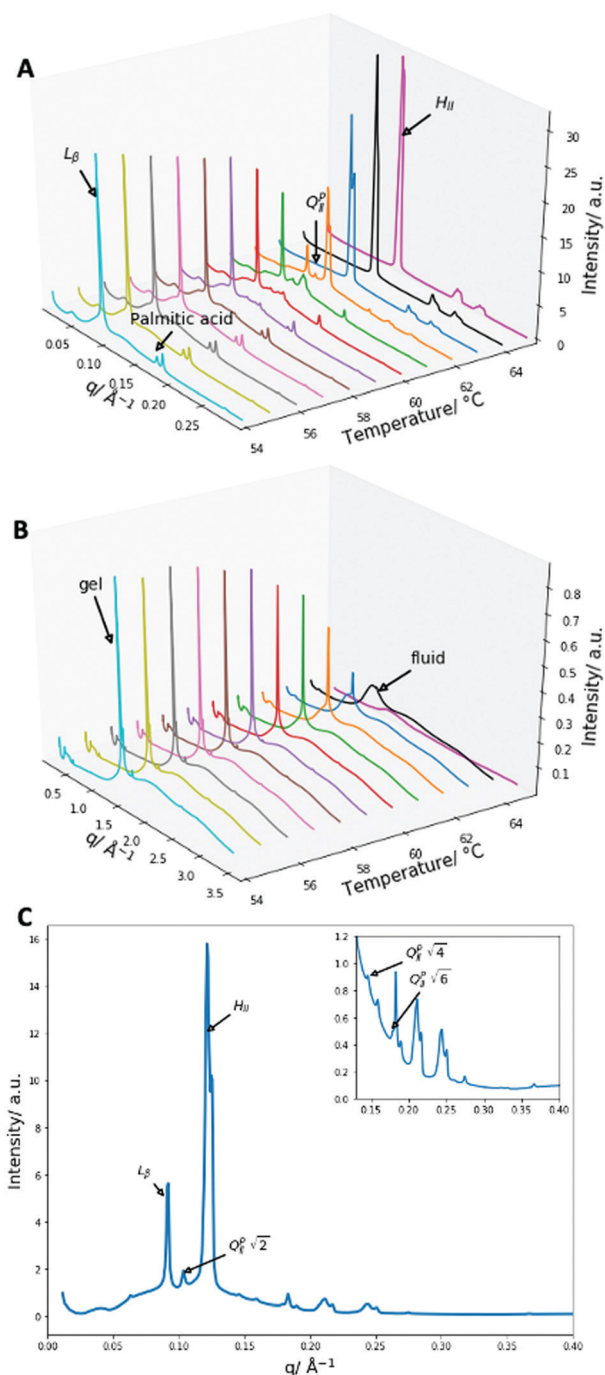 A
30
25
20
15
10
5
0
Intensity/ a.u.
Lβ
HII
Q_II^P
Palmitic acid
0.05
0.10
0.15
0.20
0.25
q/ Å⁻¹
54
56
58
60
62
64
Temperature/ °C
B
gel
fluid
0.8
0.7
0.6
0.5
0.4
0.3
0.2
0.1
Intensity/ a.u.
0.5
1.0
1.5
2.0
2.5
3.0
3.5
q/ Å⁻¹
54
56
58
60
62
64
Temperature/ °C
C
16
14
12
10
8
6
4
2
0
Intensity/ a.u.
Lβ
HII
Q_II^P √2
1.2
1.0
0.8
0.6
0.4
0.2
0.0
Q_II^P √4
Q_II^P √6
0.15 0.20 0.25 0.30 0.35 0.40
0.00 0.05 0.10 0.15 0.20 0.25 0.30 0.35 0.40
q/ Å⁻¹